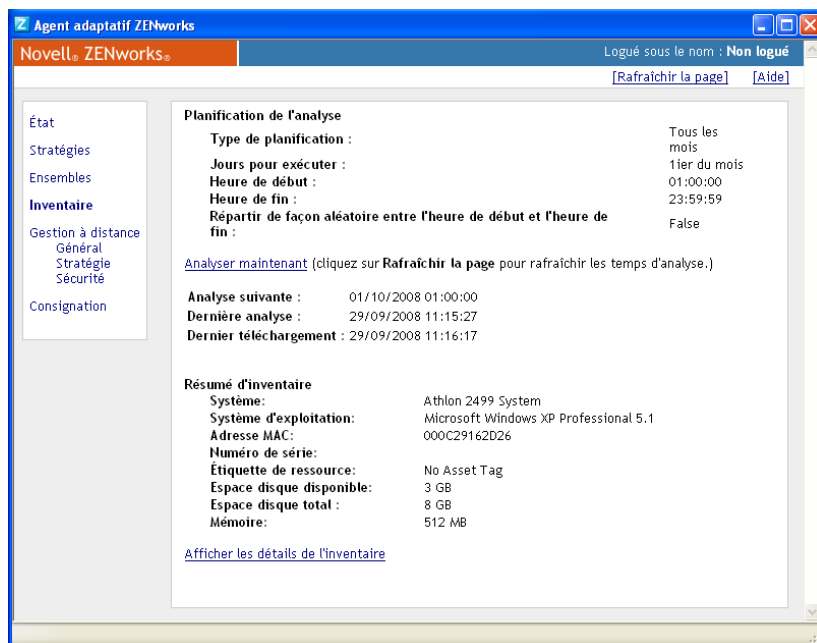 Agent adaptatif ZENworks
Novell® ZENworks®
Logué sous le nom : Non logué
[Rafraîchir la page] [Aide]
État
Stratégies
Ensembles
Inventaire
Gestion à distance
Général
Stratégie
Sécurité
Consignation
Planification de l'analyse
Type de planification : Tous les
mois
Jours pour exécuter : 1ier du mois
Heure de début : 01:00:00
Heure de fin : 23:59:59
Répartir de façon aléatoire entre l'heure de début et l'heure de
fin : False
Analyser maintenant (cliquez sur Rafraîchir la page pour rafraîchir les temps d'analyse.)
Analyse suivante : 01/10/2008 01:00:00
Dernière analyse : 29/09/2008 11:15:27
Dernier téléchargement : 29/09/2008 11:16:17
Résumé d'inventaire
Système: Athlon 2499 System
Système d'exploitation: Microsoft Windows XP Professional 5.1
Adresse MAC: 000C29162D26
Numéro de série:
Étiquette de ressource: No Asset Tag
Espace disque disponible: 3 GB
Espace disque total : 8 GB
Mémoire: 512 MB
Afficher les détails de l'inventaire